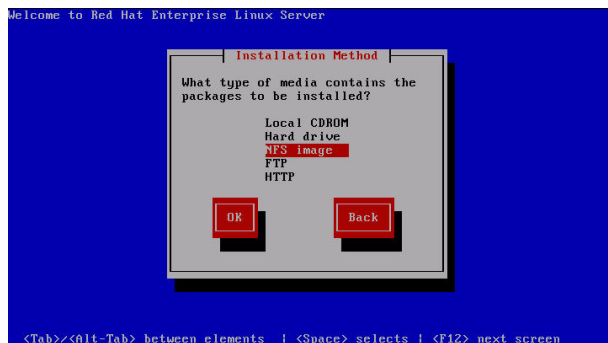 Welcome to Red Hat Enterprise Linux Server
Installation Method
What type of media contains the
packages to be installed?
Local CDROM
Hard drive
NFS image
FTP
HTTP
OK
Back
<Tab>/<Alt-Tab> between elements | <Space> selects | <F12> next screen